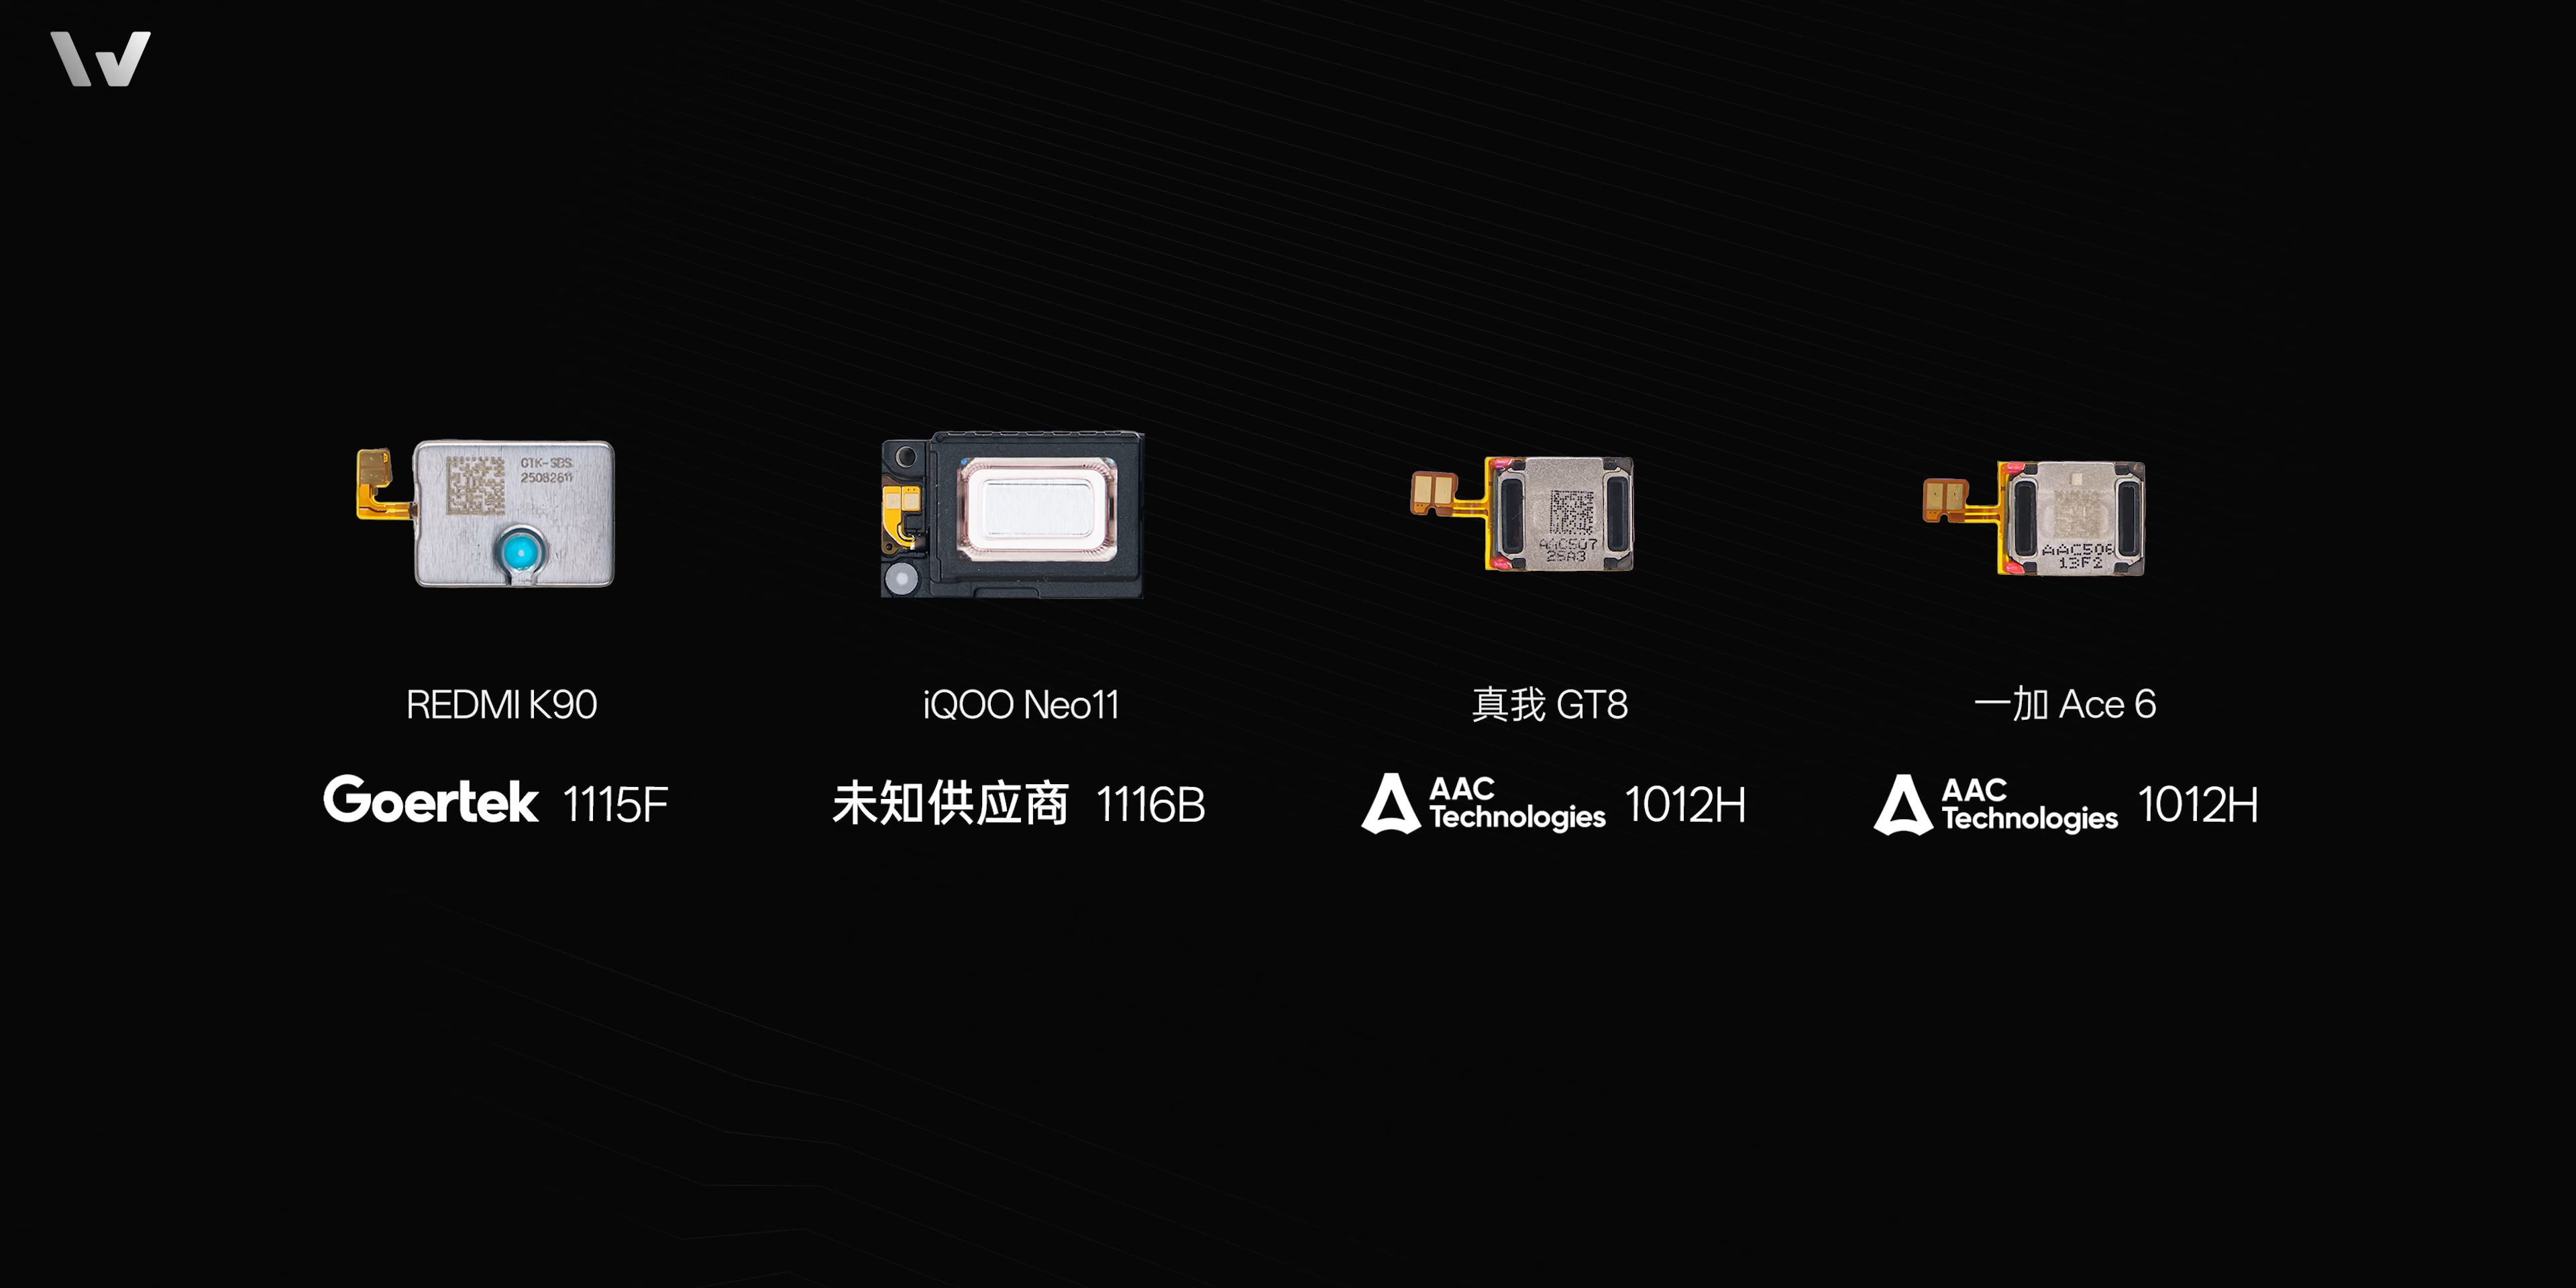 GTK-SBS
25082611
AAC507
28A3
AAC506
13F2
REDMI K90
iQOO Neo11
真我 GT8
一加 Ace 6
Goertek 1115F
未知供应商 1116B
AAC Technologies 1012H
AAC Technologies 1012H